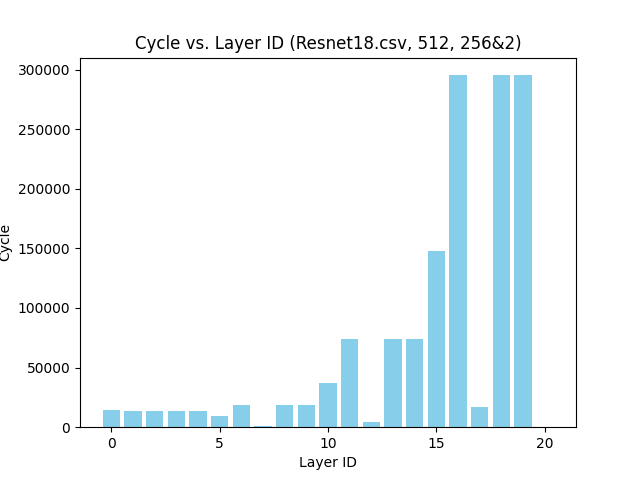 Cycle vs. Layer ID (Resnet18.csv, 512, 256&2)
300000
250000
200000
150000
100000
50000
0
Cycle
0 5 10 15 20
Layer ID